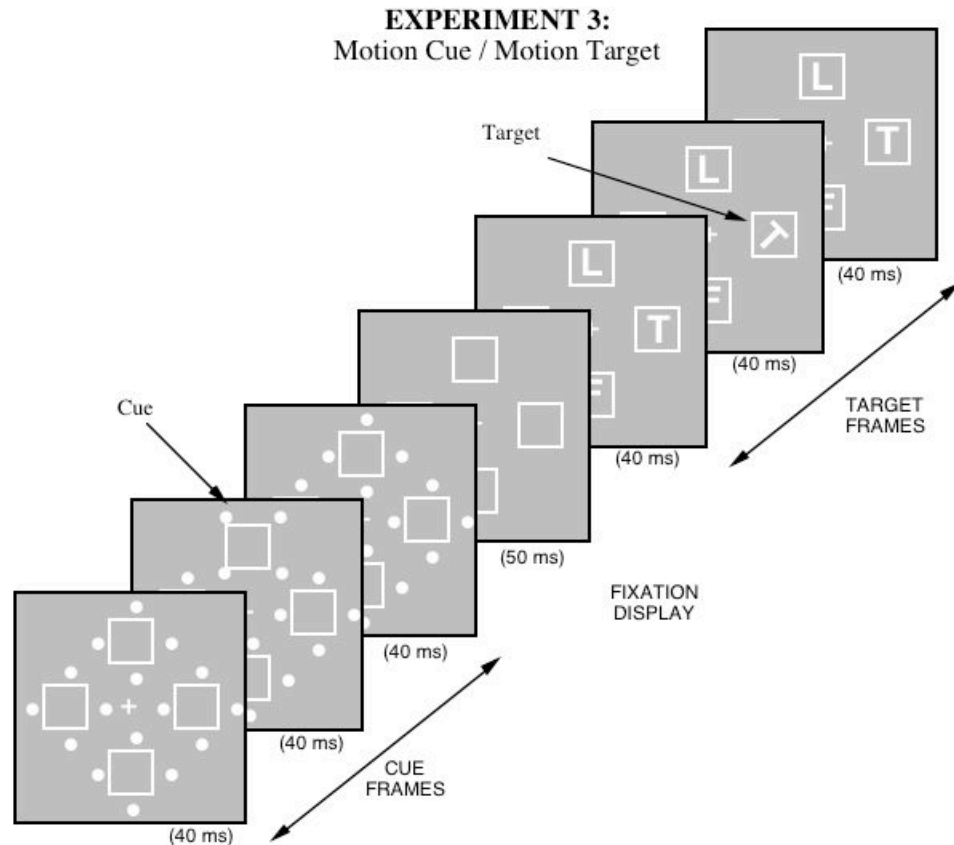 EXPERIMENT 3:
Motion Cue / Motion Target
L
T
F
(40 ms)
Target
L
T
F
(40 ms)
L
T
F
(40 ms)
TARGET
FRAMES
Cue
(50 ms)
FIXATION
DISPLAY
(40 ms)
(40 ms)
CUE
FRAMES
(40 ms)